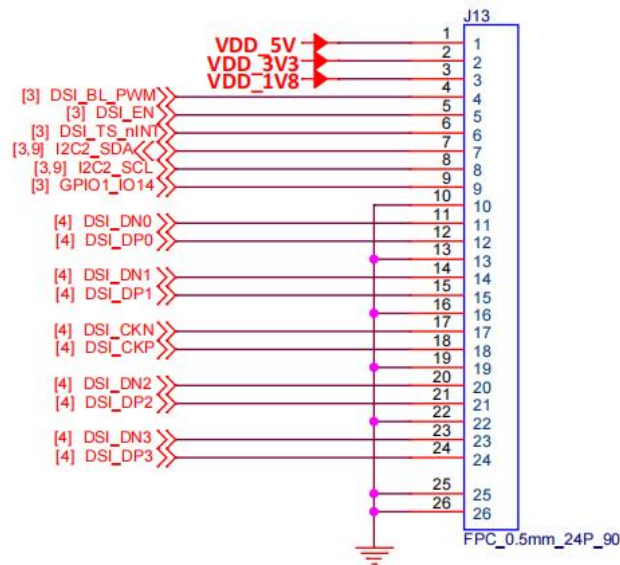 J13
VDD_5V 1 1
VDD_3V3 2 2
VDD_1V8 3 3
[3] DSI_BL_PWM 4 4
[3] DSI_EN 5 5
[3] DSI_TS_nINT 6 6
[3,9] I2C2_SDA 7 7
[3,9] I2C2_SCL 8 8
[3] GPIO1_IO14 9 9
10 10
[4] DSI_DN0 11 11
[4] DSI_DP0 12 12
13 13
[4] DSI_DN1 14 14
[4] DSI_DP1 15 15
16 16
[4] DSI_CKN 17 17
[4] DSI_CKP 18 18
19 19
[4] DSI_DN2 20 20
[4] DSI_DP2 21 21
22 22
[4] DSI_DN3 23 23
[4] DSI_DP3 24 24
25 25
26 26
FPC_0.5mm_24P_90